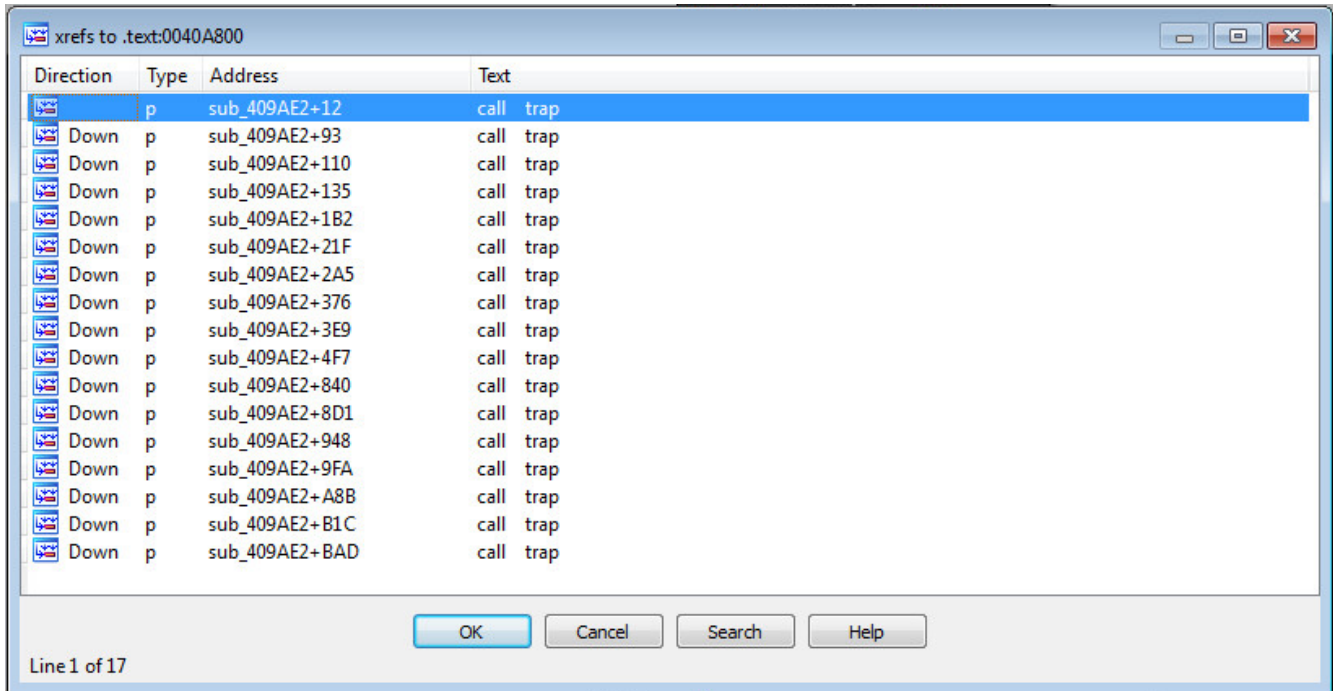 xrefs to .text:0040A800
Direction Type Address Text
p sub_409AE2+12 call trap
Down p sub_409AE2+93 call trap
Down p sub_409AE2+110 call trap
Down p sub_409AE2+135 call trap
Down p sub_409AE2+1B2 call trap
Down p sub_409AE2+21F call trap
Down p sub_409AE2+2A5 call trap
Down p sub_409AE2+376 call trap
Down p sub_409AE2+3E9 call trap
Down p sub_409AE2+4F7 call trap
Down p sub_409AE2+840 call trap
Down p sub_409AE2+8D1 call trap
Down p sub_409AE2+948 call trap
Down p sub_409AE2+9FA call trap
Down p sub_409AE2+A8B call trap
Down p sub_409AE2+B1C call trap
Down p sub_409AE2+BAD call trap
OK Cancel Search Help
Line 1 of 17